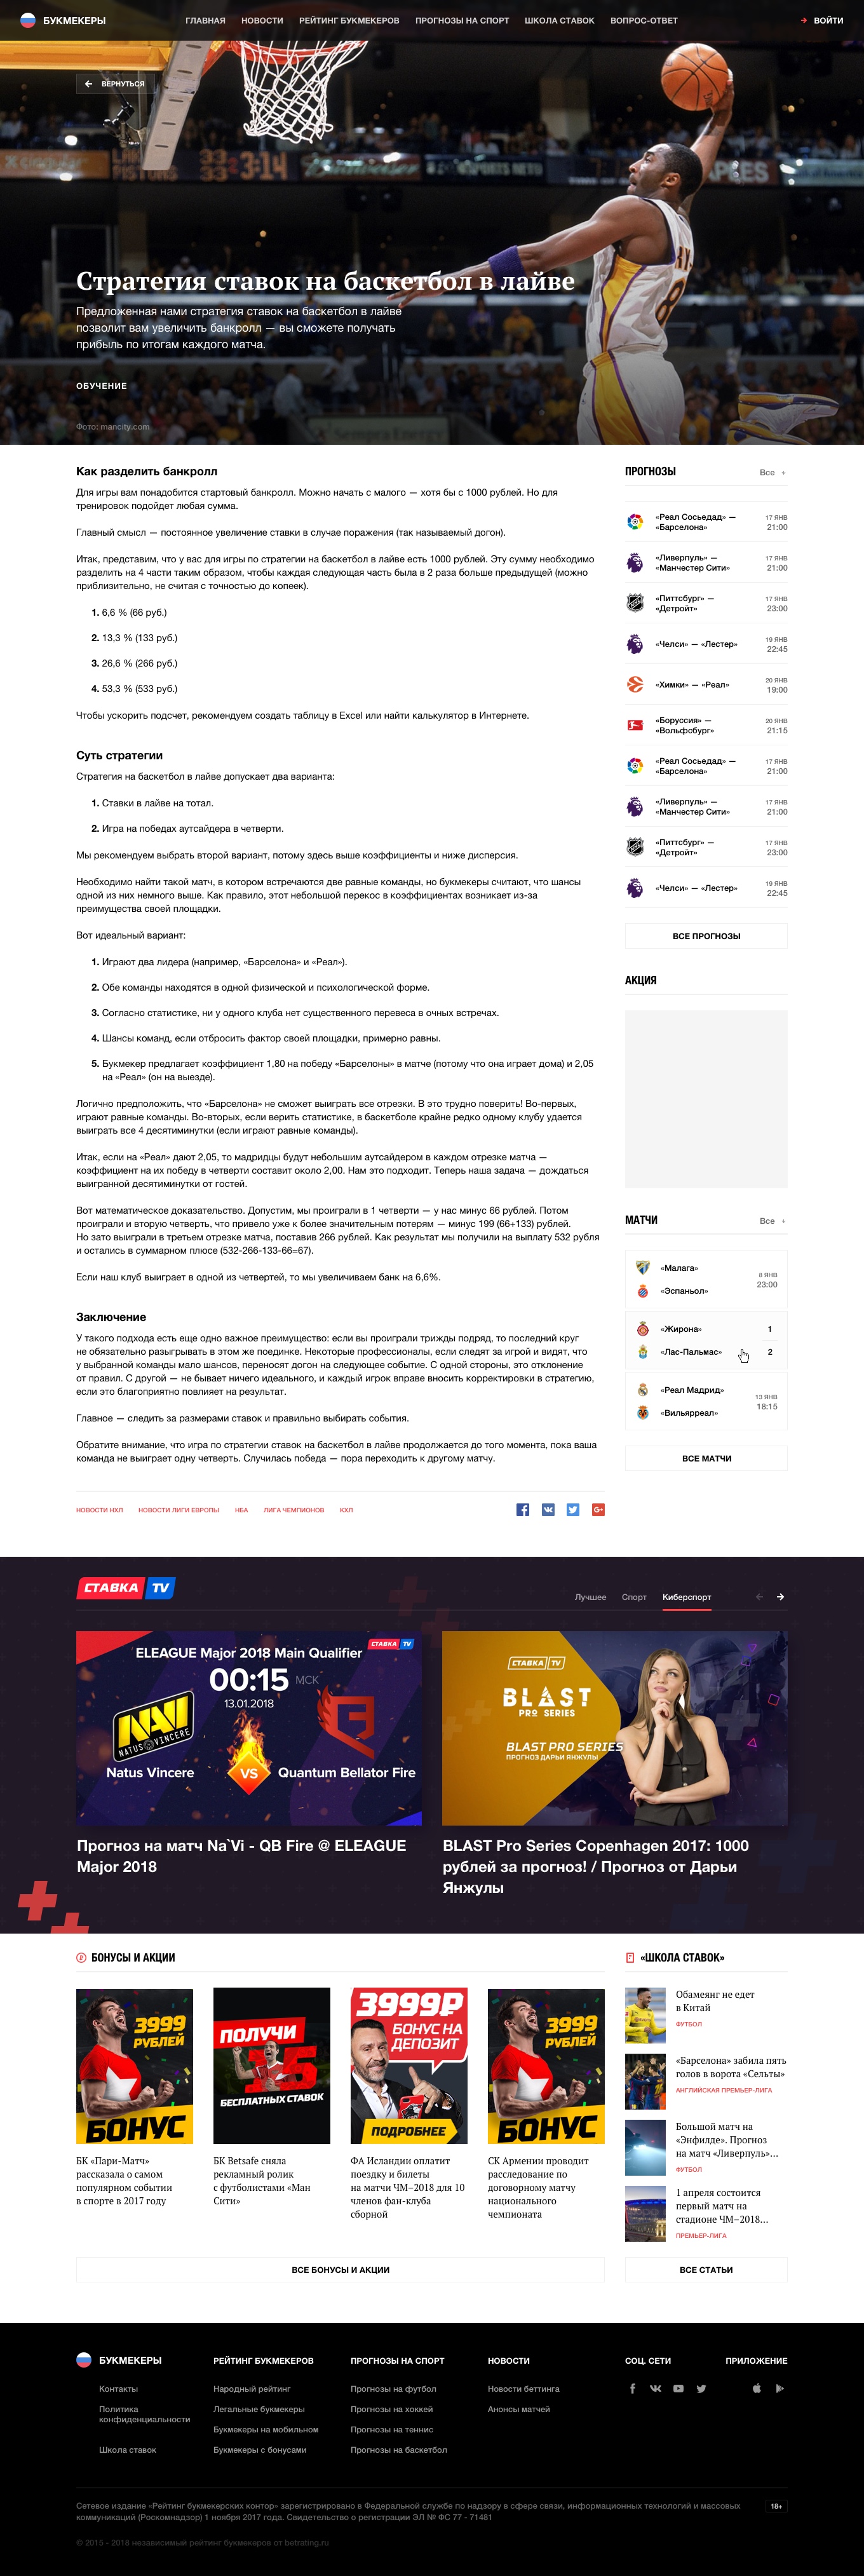 БУКМЕКЕРЫ
ГЛАВНАЯ НОВОСТИ РЕЙТИНГ БУКМЕКЕРОВ ПРОГНОЗЫ НА СПОРТ ШКОЛА СТАВОК ВОПРОС-ОТВЕТ
ВОЙТИ
ВЕРНУТЬСЯ
Стратегия ставок на баскетбол в лайве
Предложенная нами стратегия ставок на баскетбол в лайве
позволит вам увеличить банкролл — вы сможете получать
прибыль по итогам каждого матча.
ОБУЧЕНИЕ
Фото: mancity.com
Как разделить банкролл
Для игры вам понадобится стартовый банкролл. Можно начать с малого — хотя бы с 1000 рублей. Но для
тренировок подойдет любая сумма.
Главный смысл — постоянное увеличение ставки в случае поражения (так называемый догон).
Итак, представим, что у вас для игры по стратегии на баскетбол в лайве есть 1000 рублей. Эту сумму необходимо
разделить на 4 части таким образом, чтобы каждая следующая часть была в 2 раза больше предыдущей (можно
приблизительно, не считая с точностью до копеек).
1. 6,6 % (66 руб.)
2. 13,3 % (133 руб.)
3. 26,6 % (266 руб.)
4. 53,3 % (533 руб.)
Чтобы ускорить подсчет, рекомендуем создать таблицу в Excel или найти калькулятор в Интернете.
Суть стратегии
Стратегия на баскетбол в лайве допускает два варианта:
1. Ставки в лайве на тотал.
2. Игра на победах аутсайдера в четверти.
Мы рекомендуем выбрать второй вариант, потому здесь выше коэффициенты и ниже дисперсия.
Необходимо найти такой матч, в котором встречаются две равные команды, но букмекеры считают, что шансы
одной из них немного выше. Как правило, этот небольшой перекос в коэффициентах возникает из-за
преимущества своей площадки.
Вот идеальный вариант:
1. Играют два лидера (например, «Барселона» и «Реал»).
2. Обе команды находятся в одной физической и психологической форме.
3. Согласно статистике, ни у одного клуба нет существенного перевеса в очных встречах.
4. Шансы команд, если отбросить фактор своей площадки, примерно равны.
5. Букмекер предлагает коэффициент 1,80 на победу «Барселоны» в матче (потому что она играет дома) и 2,05
на «Реал» (он на выезде).
Логично предположить, что «Барселона» не сможет выиграть все отрезки. В это трудно поверить! Во-первых,
играют равные команды. Во-вторых, если верить статистике, в баскетболе крайне редко одному клубу удается
выиграть все 4 десятиминутки (если играют равные команды).
Итак, если на «Реал» дают 2,05, то мадридцы будут небольшим аутсайдером в каждом отрезке матча —
коэффициент на их победу в четверти составит около 2,00. Нам это подходит. Теперь наша задача — дождаться
выигранной десятиминутки от гостей.
Вот математическое доказательство. Допустим, мы проиграли в 1 четверти — у нас минус 66 рублей. Потом
проиграли и вторую четверть, что привело уже к более значительным потерям — минус 199 (66+133) рублей.
Но зато выиграли в третьем отрезке матча, поставив 266 рублей. Как результат мы получили на выплату 532 рубля
и остались в суммарном плюсе (532-266-133-66=67).
Если наш клуб выиграет в одной из четвертей, то мы увеличиваем банк на 6,6%.
Заключение
У такого подхода есть еще одно важное преимущество: если вы проиграли трижды подряд, то последний круг
не обязательно разыгрывать в этом же поединке. Некоторые профессионалы, если следят за игрой и видят, что
у выбранной команды мало шансов, переносят догон на следующее событие. С одной стороны, это отклонение
от правил. С другой — не бывает ничего идеального, и каждый игрок вправе вносить корректировки в стратегию,
если это благоприятно повлияет на результат.
Главное — следить за размерами ставок и правильно выбирать события.
Обратите внимание, что игра по стратегии ставок на баскетбол в лайве продолжается до того момента, пока ваша
команда не выиграет одну четверть. Случилась победа — пора переходить к другому матчу.
НОВОСТИ НХЛ НОВОСТИ ЛИГИ ЕВРОПЫ НБА ЛИГА ЧЕМПИОНОВ КХЛ
ПРОГНОЗЫ Все +
«Реал Сосьедад» — 17 ЯНВ
«Барселона» 21:00
«Ливерпуль» — 17 ЯНВ
«Манчестер Сити» 21:00
«Питтсбург» — 17 ЯНВ
«Детройт» 23:00
«Челси» — «Лестер» 19 ЯНВ
22:45
«Химки» — «Реал» 20 ЯНВ
19:00
«Боруссия» — 20 ЯНВ
«Вольфсбург» 21:15
«Реал Сосьедад» — 17 ЯНВ
«Барселона» 21:00
«Ливерпуль» — 17 ЯНВ
«Манчестер Сити» 21:00
«Питтсбург» — 17 ЯНВ
«Детройт» 23:00
«Челси» — «Лестер» 19 ЯНВ
22:45
ВСЕ ПРОГНОЗЫ
АКЦИЯ
МАТЧИ Все +
«Малага» 8 ЯНВ
«Эспаньол» 23:00
«Жирона» 1
«Лас-Пальмас» 2
«Реал Мадрид» 13 ЯНВ
«Вильярреал» 18:15
ВСЕ МАТЧИ
СТАВКА TV
Лучшее Спорт Киберспорт
СТАВКА TV
ELEAGUE Major 2018 Main Qualifier
00:15 МСК
13.01.2018
NAVI
NATUS VINCERE
VS
Natus Vincere Quantum Bellator Fire
СТАВКА TV
BLAST
PRO SERIES
BLAST PRO SERIES
ПРОГНОЗ ДАРЬИ ЯНЖУЛЫ
Прогноз на матч Na`Vi - QB Fire @ ELEAGUE
Major 2018
BLAST Pro Series Copenhagen 2017: 1000
рублей за прогноз! / Прогноз от Дарьи
Янжулы
БОНУСЫ И АКЦИИ
3999
РУБЛЕЙ
БОНУС
ПОЛУЧИ
15
БЕСПЛАТНЫХ СТАВОК
3999₽
БОНУС НА
ДЕПОЗИТ
ПОДРОБНЕЕ
3999
РУБЛЕЙ
БОНУС
БК «Пари-Матч»
рассказала о самом
популярном событии
в спорте в 2017 году
БК Betsafe сняла
рекламный ролик
с футболистами «Ман
Сити»
ФА Исландии оплатит
поездку и билеты
на матчи ЧМ–2018 для 10
членов фан-клуба
сборной
СК Армении проводит
расследование по
договорному матчу
национального
чемпионата
ВСЕ БОНУСЫ И АКЦИИ
«ШКОЛА СТАВОК»
Обамеянг не едет
в Китай
ФУТБОЛ
«Барселона» забила пять
голов в ворота «Сельты»
АНГЛИЙСКАЯ ПРЕМЬЕР-ЛИГА
Большой матч на
«Энфилде». Прогноз
на матч «Ливерпуль»...
ФУТБОЛ
1 апреля состоится
первый матч на
стадионе ЧМ–2018...
ПРЕМЬЕР-ЛИГА
ВСЕ СТАТЬИ
БУКМЕКЕРЫ
Контакты
Политика
конфиденциальности
Школа ставок
РЕЙТИНГ БУКМЕКЕРОВ
Народный рейтинг
Легальные букмекеры
Букмекеры на мобильном
Букмекеры с бонусами
ПРОГНОЗЫ НА СПОРТ
Прогнозы на футбол
Прогнозы на хоккей
Прогнозы на теннис
Прогнозы на баскетбол
НОВОСТИ
Новости беттинга
Анонсы матчей
СОЦ. СЕТИ
ПРИЛОЖЕНИЕ
Сетевое издание «Рейтинг букмекерских контор» зарегистрировано в Федеральной службе по надзору в сфере связи, информационных технологий и массовых
коммуникаций (Роскомнадзор) 1 ноября 2017 года. Свидетельство о регистрации ЭЛ № ФС 77 - 71481
18+
© 2015 - 2018 независимый рейтинг букмекеров от betrating.ru